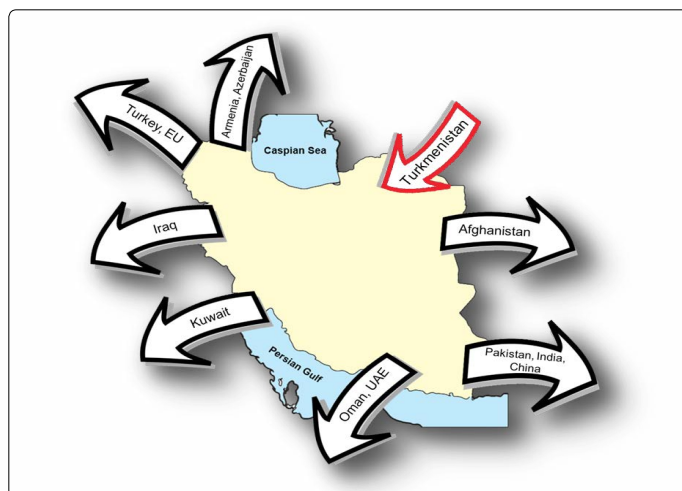 Armenia, Azerbaijan
Turkey, EU
Caspian Sea
Turkmenistan
Iraq
Afghanistan
Kuwait
Persian Gulf
Oman, UAE
Pakistan, India,
China